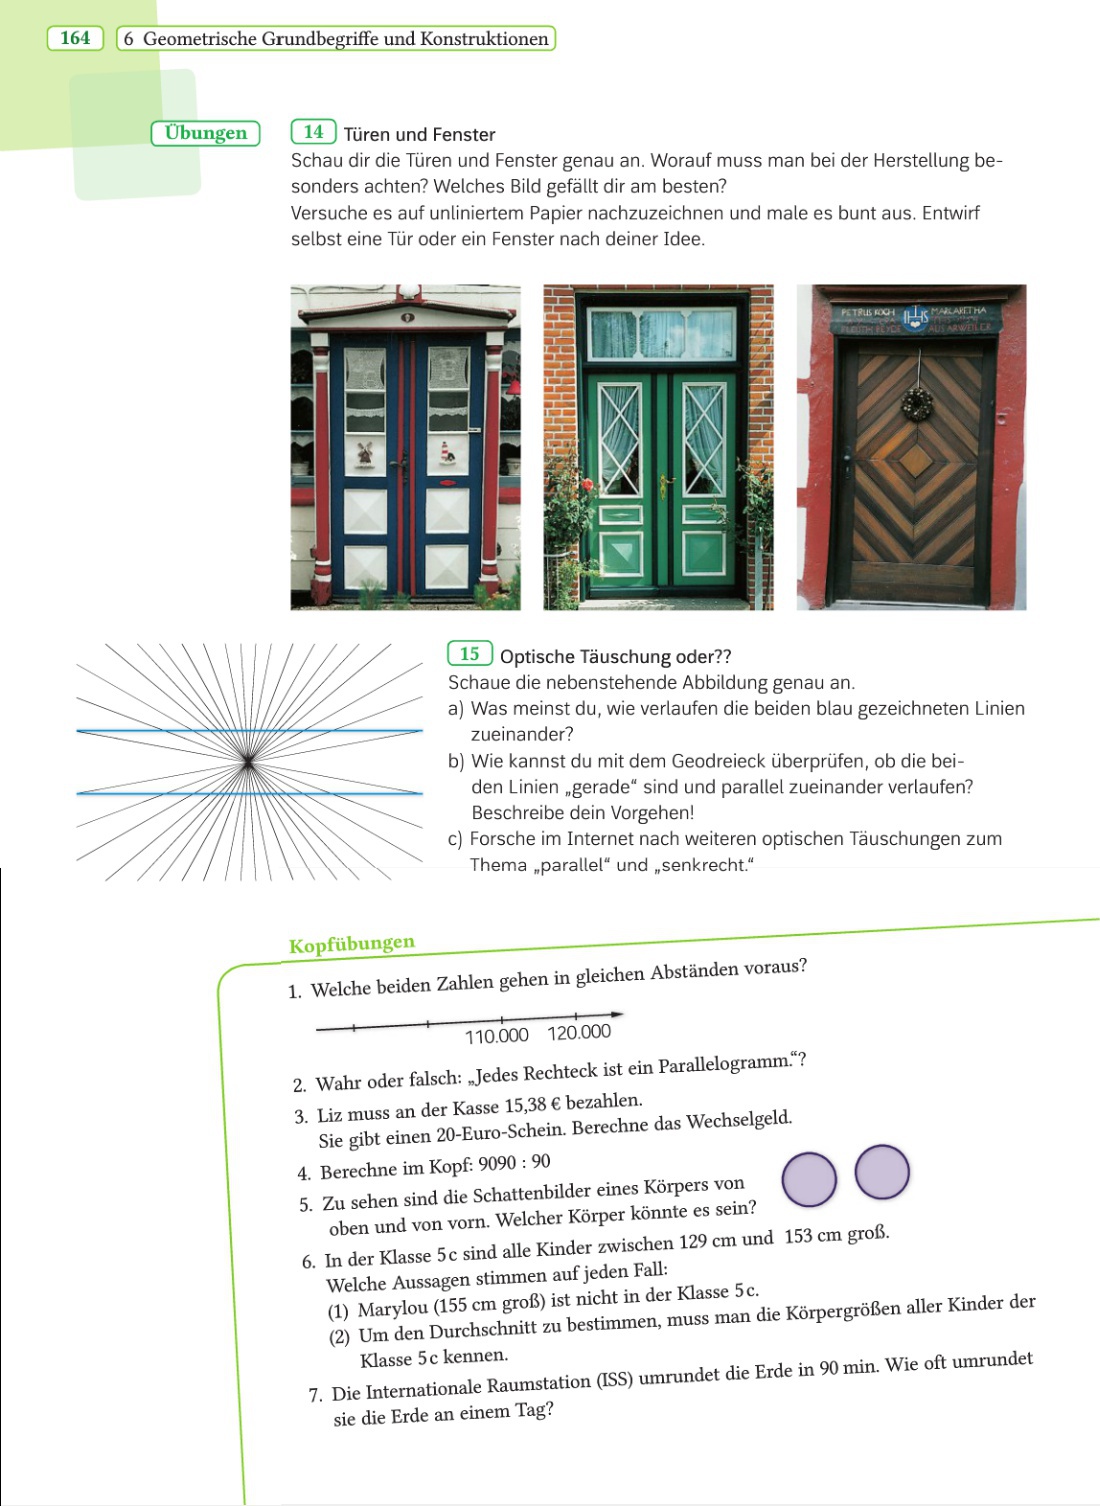 164
6 Geometrische Grundbegriffe und Konstruktionen
Übungen
14 Türen und Fenster
Schau dir die Türen und Fenster genau an. Worauf muss man bei der Herstellung be-
sonders achten? Welches Bild gefällt dir am besten?
Versuche es auf unliniertem Papier nachzuzeichnen und male es bunt aus. Entwirf
selbst eine Tür oder ein Fenster nach deiner Idee.
PETRUS KOCH IHS MARGARETHA
15 Optische Täuschung oder??
Schaue die nebenstehende Abbildung genau an.
a) Was meinst du, wie verlaufen die beiden blau gezeichneten Linien
zueinander?
b) Wie kannst du mit dem Geodreieck überprüfen, ob die bei-
den Linien „gerade“ sind und parallel zueinander verlaufen?
Beschreibe dein Vorgehen!
c) Forsche im Internet nach weiteren optischen Täuschungen zum
Thema „parallel“ und „senkrecht.“
Kopfübungen
1. Welche beiden Zahlen gehen in gleichen Abständen voraus?
110.000 120.000
2. Wahr oder falsch: „Jedes Rechteck ist ein Parallelogramm.“?
3. Liz muss an der Kasse 15,38 € bezahlen.
Sie gibt einen 20-Euro-Schein. Berechne das Wechselgeld.
4. Berechne im Kopf: 9090 : 90
5. Zu sehen sind die Schattenbilder eines Körpers von
oben und von vorn. Welcher Körper könnte es sein?
6. In der Klasse 5 c sind alle Kinder zwischen 129 cm und 153 cm groß.
Welche Aussagen stimmen auf jeden Fall:
(1) Marylou (155 cm groß) ist nicht in der Klasse 5 c.
(2) Um den Durchschnitt zu bestimmen, muss man die Körpergrößen aller Kinder der
Klasse 5 c kennen.
7. Die Internationale Raumstation (ISS) umrundet die Erde in 90 min. Wie oft umrundet
sie die Erde an einem Tag?